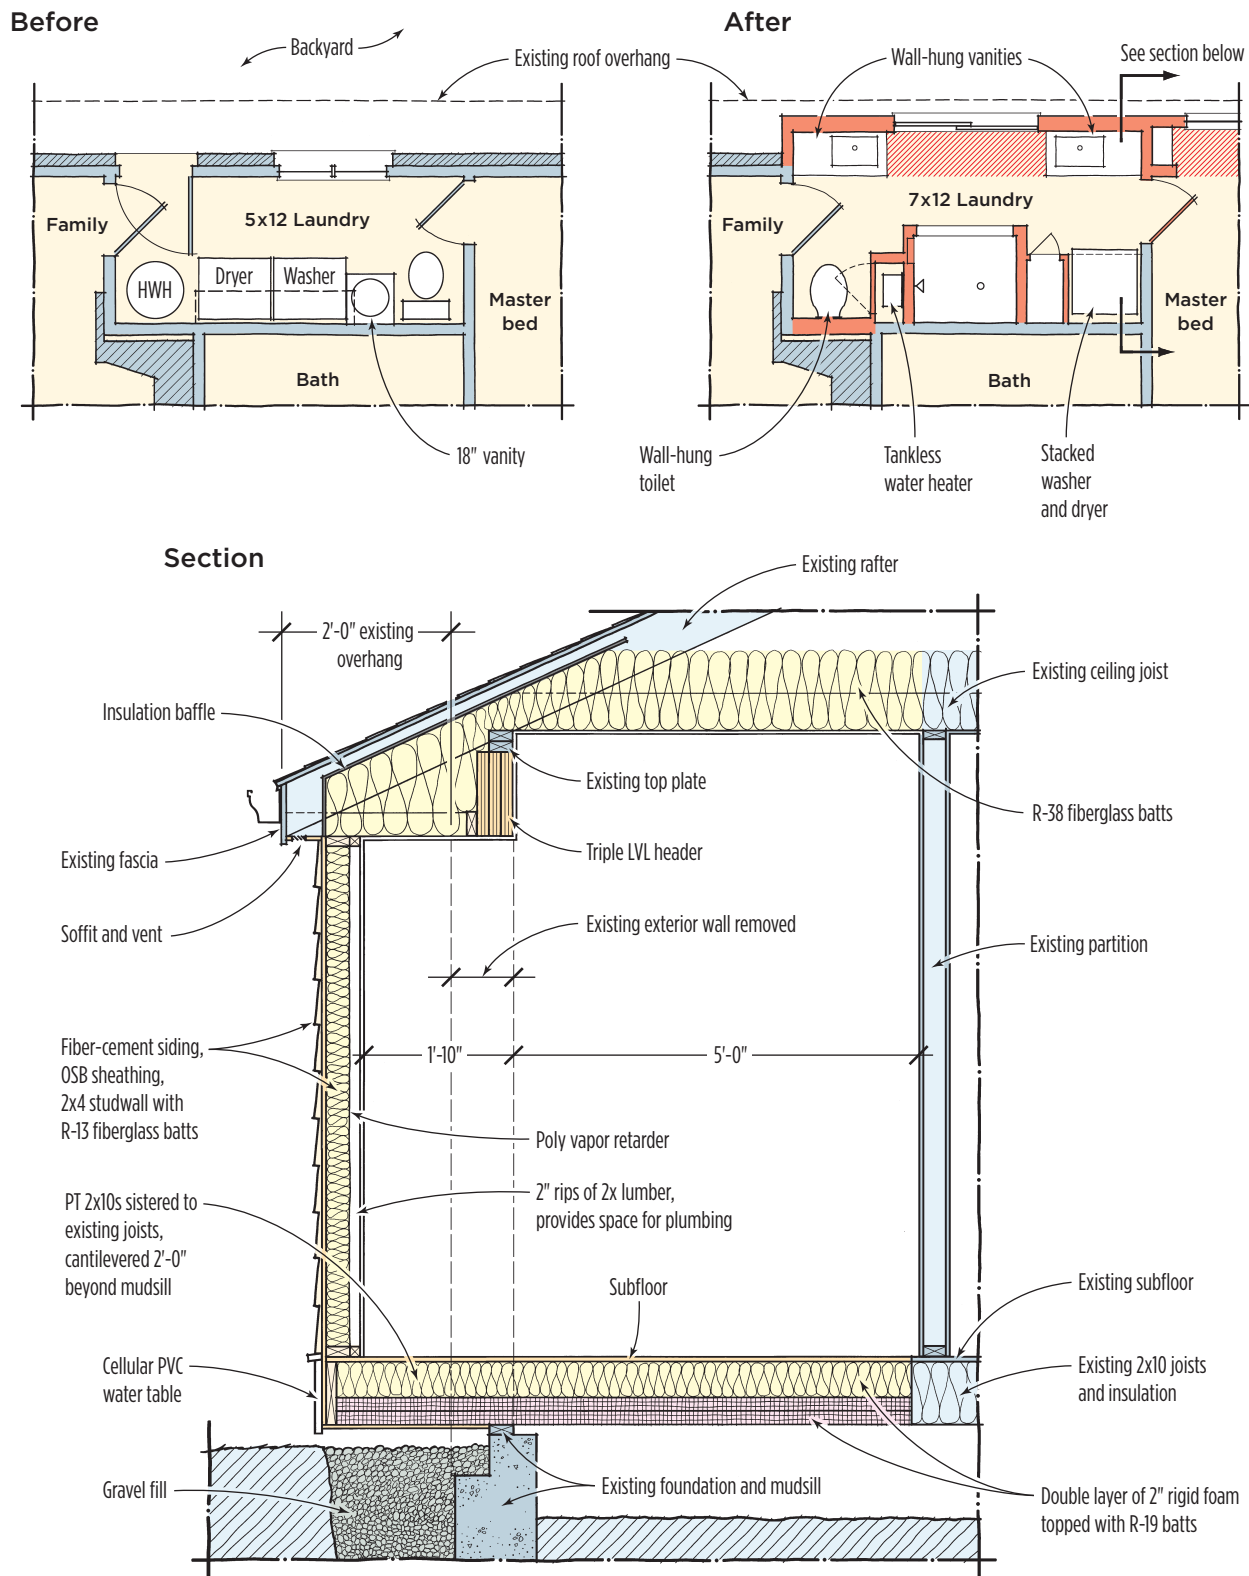 Before
After
Backyard
Existing roof overhang
Wall-hung vanities
See section below
Family
5x12 Laundry
HWH
Dryer
Washer
Master
bed
Bath
18" vanity
Family
7x12 Laundry
Master
bed
Bath
Wall-hung
toilet
Tankless
water heater
Stacked
washer
and dryer
Section
Existing rafter
2'-0" existing
overhang
Existing ceiling joist
Insulation baffle
Existing top plate
R-38 fiberglass batts
Existing fascia
Triple LVL header
Soffit and vent
Existing exterior wall removed
Existing partition
Fiber-cement siding,
OSB sheathing,
2x4 studwall with
R-13 fiberglass batts
1'-10"
5'-0"
Poly vapor retarder
PT 2x10s sistered to
existing joists,
cantilevered 2'-0"
beyond mudsill
2" rips of 2x lumber,
provides space for plumbing
Subfloor
Existing subfloor
Cellular PVC
water table
Existing 2x10 joists
and insulation
Gravel fill
Existing foundation and mudsill
Double layer of 2" rigid foam
topped with R-19 batts